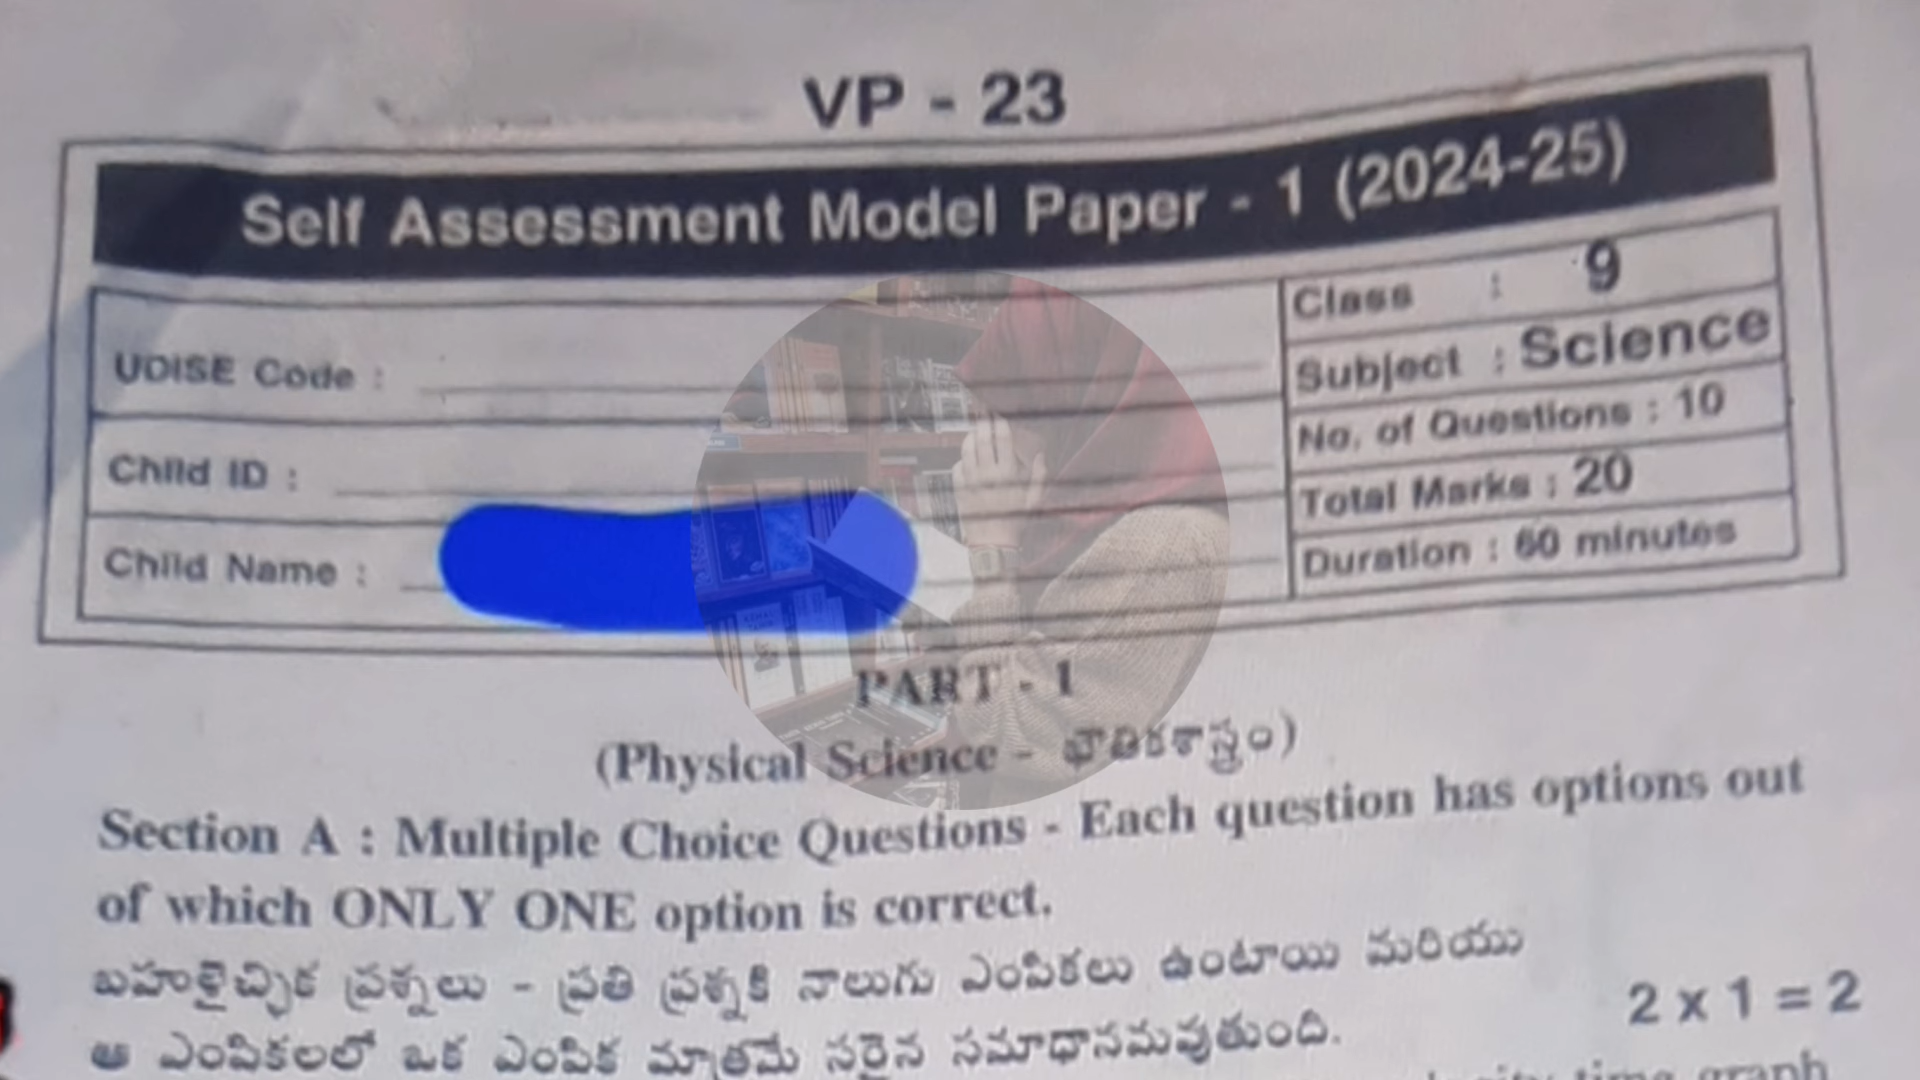 VP - 23
Self Assessment Model Paper - 1 (2024-25)
UDISE Code :
Child ID :
Child Name :
Class : 9
Subject : Science
No. of Questions : 10
Total Marks : 20
Duration : 60 minutes
PART - 1
(Physical Science - భౌతికశాస్త్రం)
Section A : Multiple Choice Questions - Each question has options out
of which ONLY ONE option is correct.
బహుళైచ్ఛిక ప్రశ్నలు - ప్రతి ప్రశ్నకి నాలుగు ఎంపికలు ఉంటాయి మరియు
ఆ ఎంపికలలో ఒక ఎంపిక మాత్రమే సరైన సమాధానమవుతుంది.
2 x 1 = 2
time graph